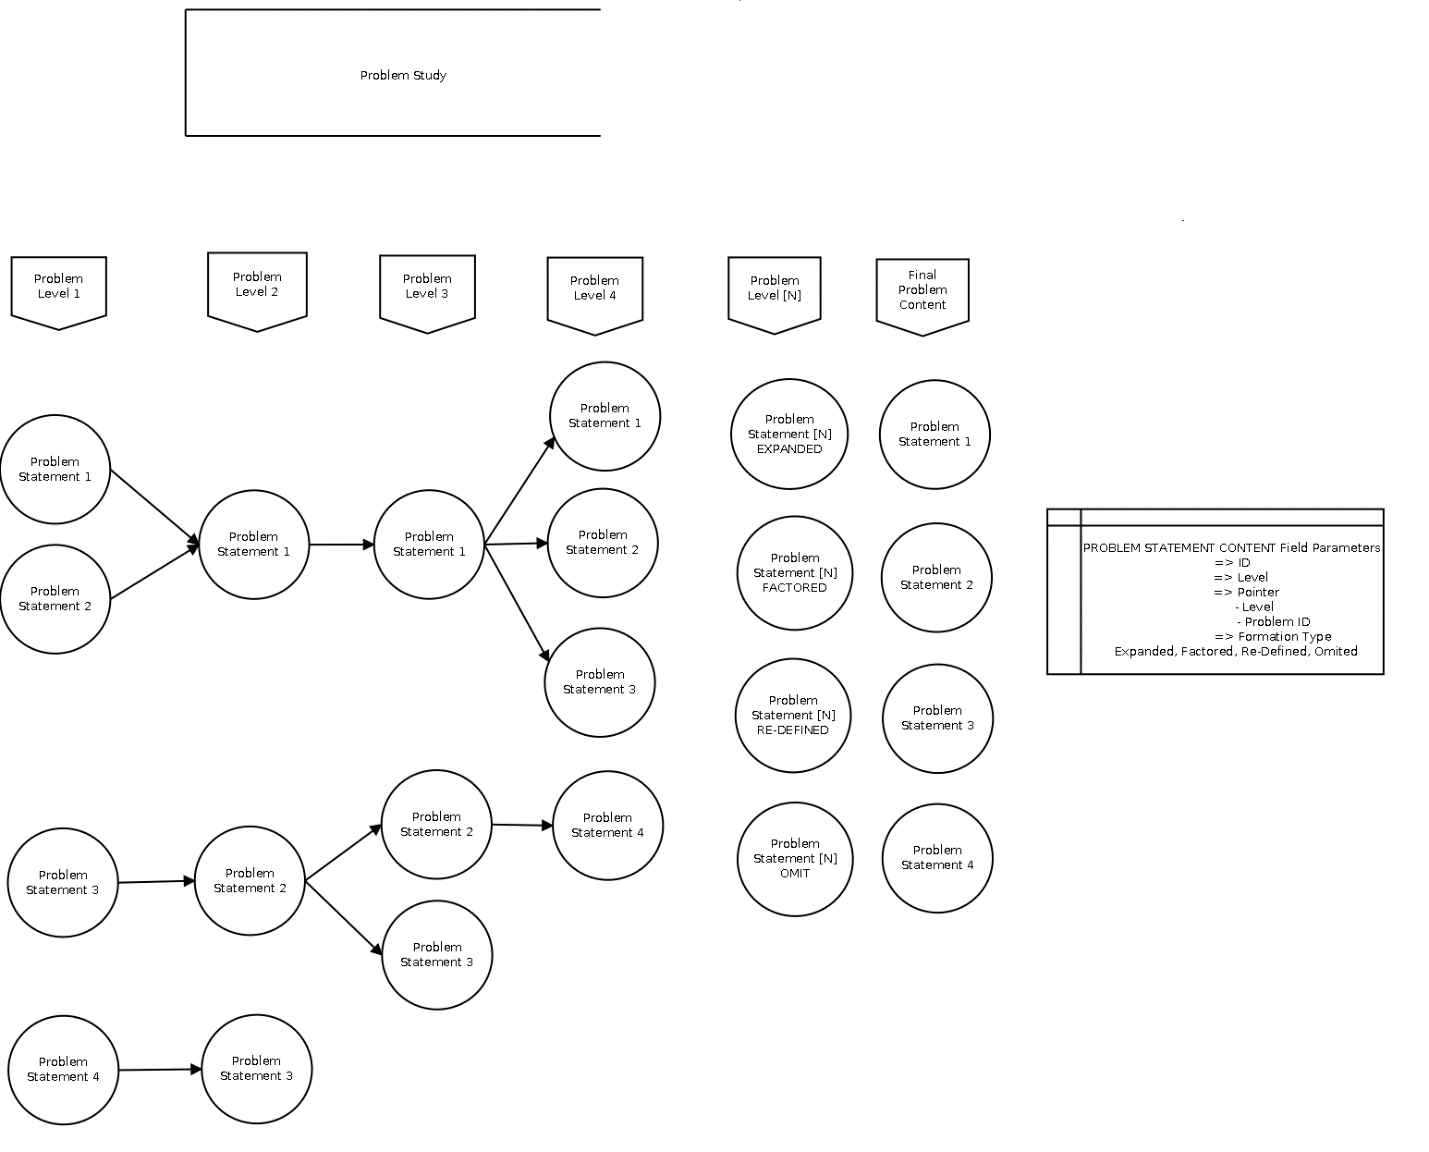 Problem Study
Problem
Level 1
Problem
Level 2
Problem
Level 3
Problem
Level 4
Problem
Level [N]
Final
Problem
Content
Problem
Statement 1
Problem
Statement 2
Problem
Statement 1
Problem
Statement 1
Problem
Statement 1
Problem
Statement 2
Problem
Statement 3
Problem
Statement 3
Problem
Statement 2
Problem
Statement 2
Problem
Statement 3
Problem
Statement 4
Problem
Statement 4
Problem
Statement 3
Problem
Statement [N]
EXPANDED
Problem
Statement [N]
FACTORED
Problem
Statement [N]
RE-DEFINED
Problem
Statement [N]
OMIT
Problem
Statement 1
Problem
Statement 2
Problem
Statement 3
Problem
Statement 4
PROBLEM STATEMENT CONTENT Field Parameters
=> ID
=> Level
=> Pointer
- Level
- Problem ID
=> Formation Type
Expanded, Factored, Re-Defined, Omited